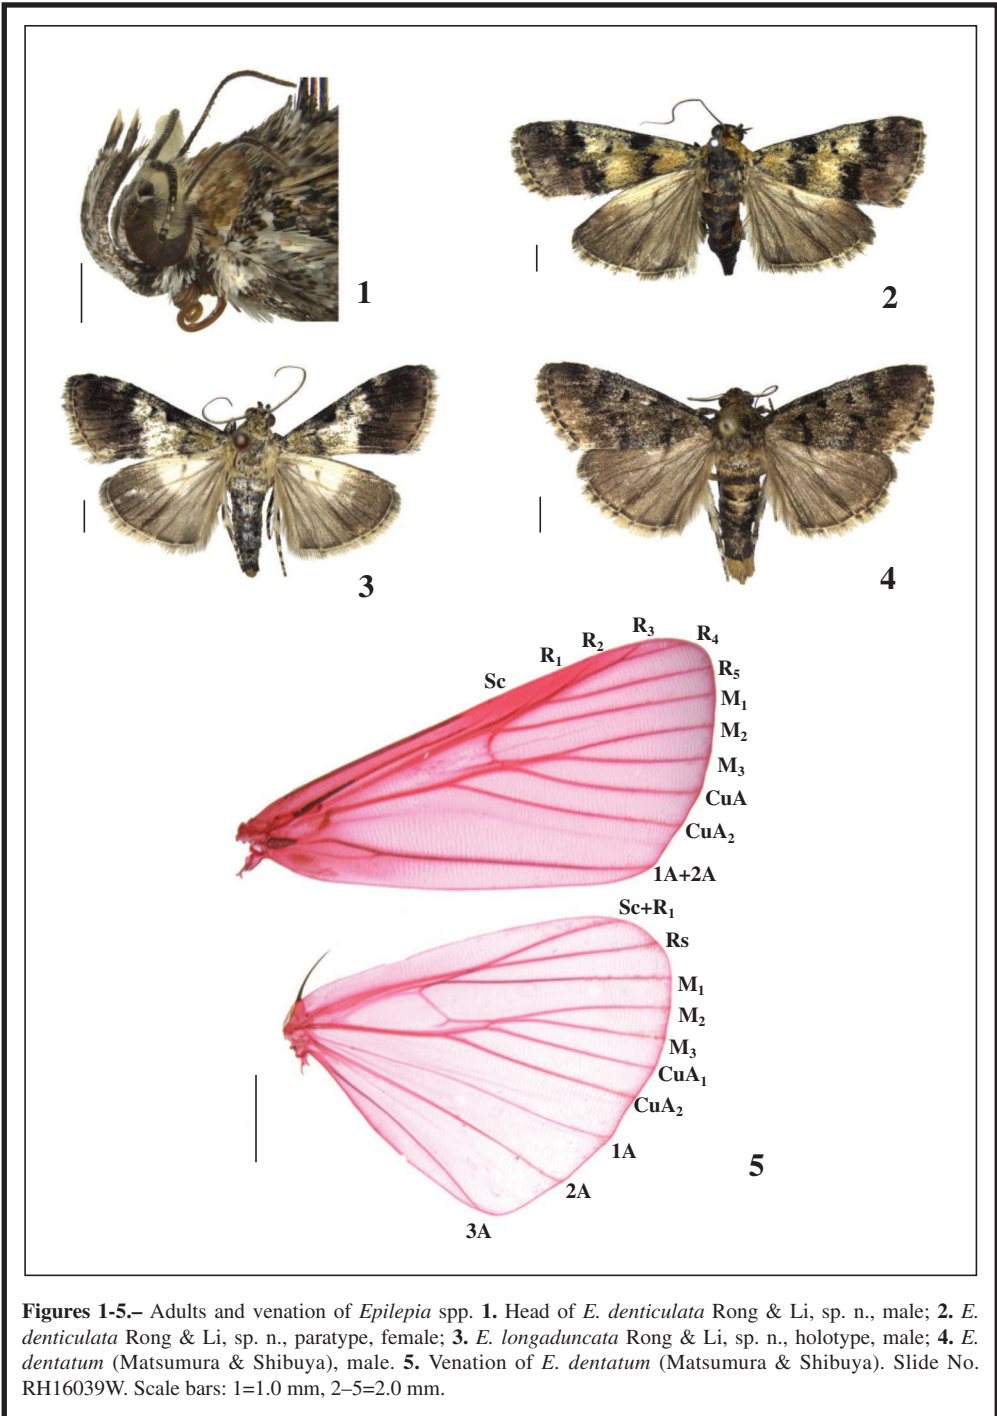 1
2
3
4
Sc
R1
R2
R3
R4
R5
M1
M2
M3
CuA
CuA2
1A+2A
Sc+R1
Rs
M1
M2
M3
CuA1
CuA2
1A
2A
3A
5
Figures 1-5.– Adults and venation of Epilepia spp. 1. Head of E. denticulata Rong & Li, sp. n., male; 2. E.
denticulata Rong & Li, sp. n., paratype, female; 3. E. longaduncata Rong & Li, sp. n., holotype, male; 4. E.
dentatum (Matsumura & Shibuya), male. 5. Venation of E. dentatum (Matsumura & Shibuya). Slide No.
RH16039W. Scale bars: 1=1.0 mm, 2–5=2.0 mm.